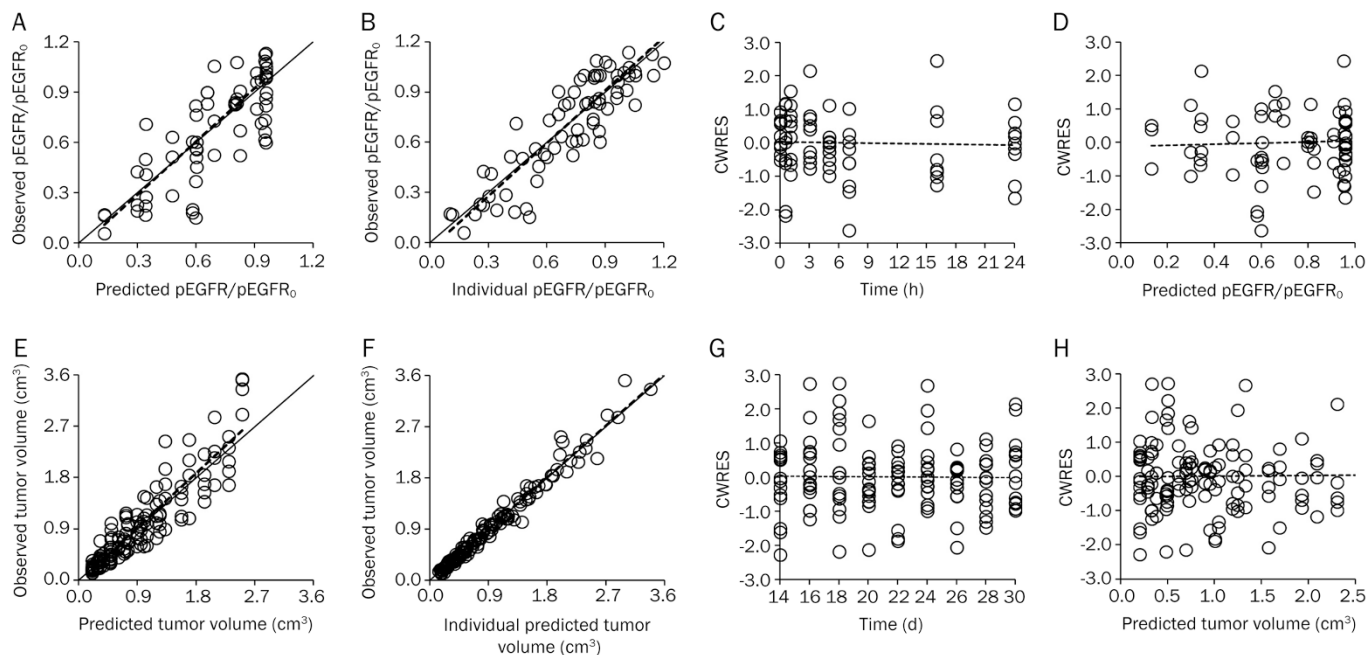 A
Observed pEGFR/pEGFR₀
1.2
0.9
0.6
0.3
0.0
0.0 0.3 0.6 0.9 1.2
Predicted pEGFR/pEGFR₀
B
Observed pEGFR/pEGFR₀
1.2
0.9
0.6
0.3
0.0
0.0 0.3 0.6 0.9 1.2
Individual pEGFR/pEGFR₀
C
CWRES
3.0
2.0
1.0
0.0
-1.0
-2.0
-3.0
0 3 6 9 12 15 18 21 24
Time (h)
D
CWRES
3.0
2.0
1.0
0.0
-1.0
-2.0
-3.0
0.0 0.2 0.4 0.6 0.8 1.0
Predicted pEGFR/pEGFR₀
E
Observed tumor volume (cm³)
3.6
2.7
1.8
0.9
0.0
0.0 0.9 1.8 2.7 3.6
Predicted tumor volume (cm³)
F
Observed tumor volume (cm³)
3.6
2.7
1.8
0.9
0.0
0.0 0.9 1.8 2.7 3.6
Individual predicted tumor
volume (cm³)
G
CWRES
3.0
2.0
1.0
0.0
-1.0
-2.0
-3.0
14 16 18 20 22 24 26 28 30
Time (d)
H
CWRES
3.0
2.0
1.0
0.0
-1.0
-2.0
-3.0
0.0 0.5 1.0 1.5 2.0 2.5
Predicted tumor volume (cm³)